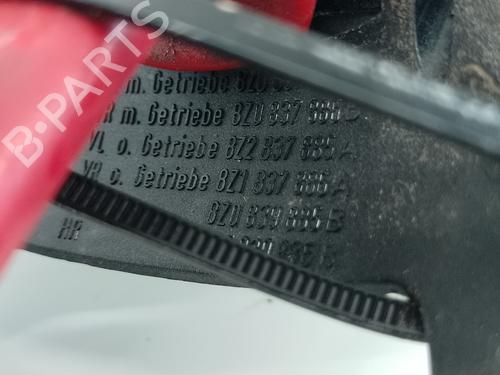 B-PARTS
m. Getriebe 8Z0
m. Getriebe 8Z0 837 886
VL o. Getriebe 8Z2 837 885 A
VR o. Getriebe 8Z1 837 886 A
8Z0 839 885 B
HR